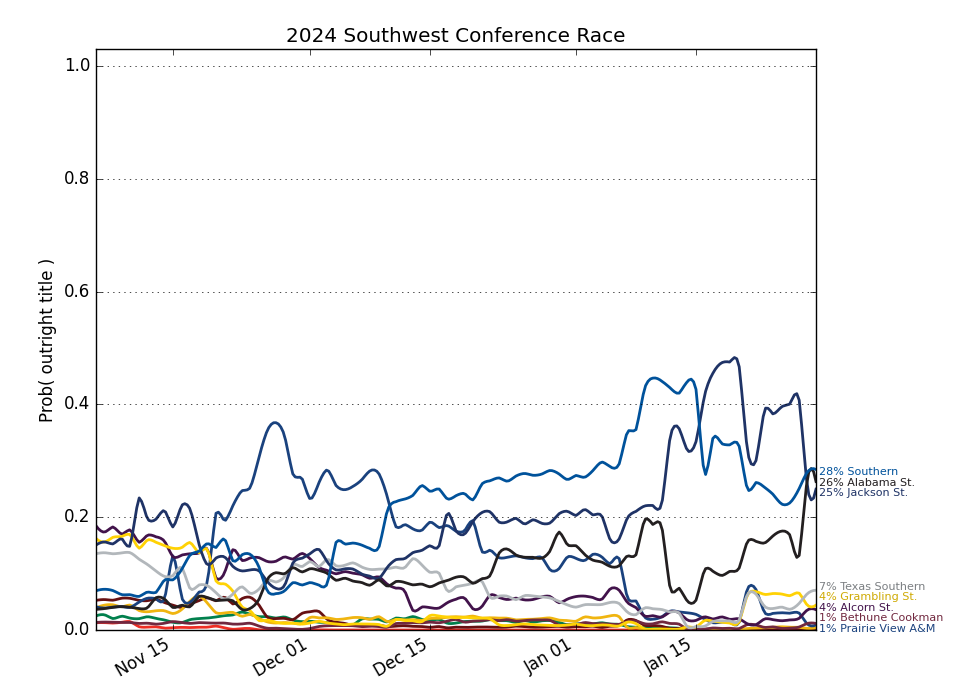 2024 Southwest Conference Race
1.0
0.8
0.6
0.4
0.2
0.0
Prob( outright title )
Nov 15
Dec 01
Dec 15
Jan 01
Jan 15
28% Southern
26% Alabama St.
25% Jackson St.
7% Texas Southern
4% Grambling St.
4% Alcorn St.
1% Bethune Cookman
1% Prairie View A&M